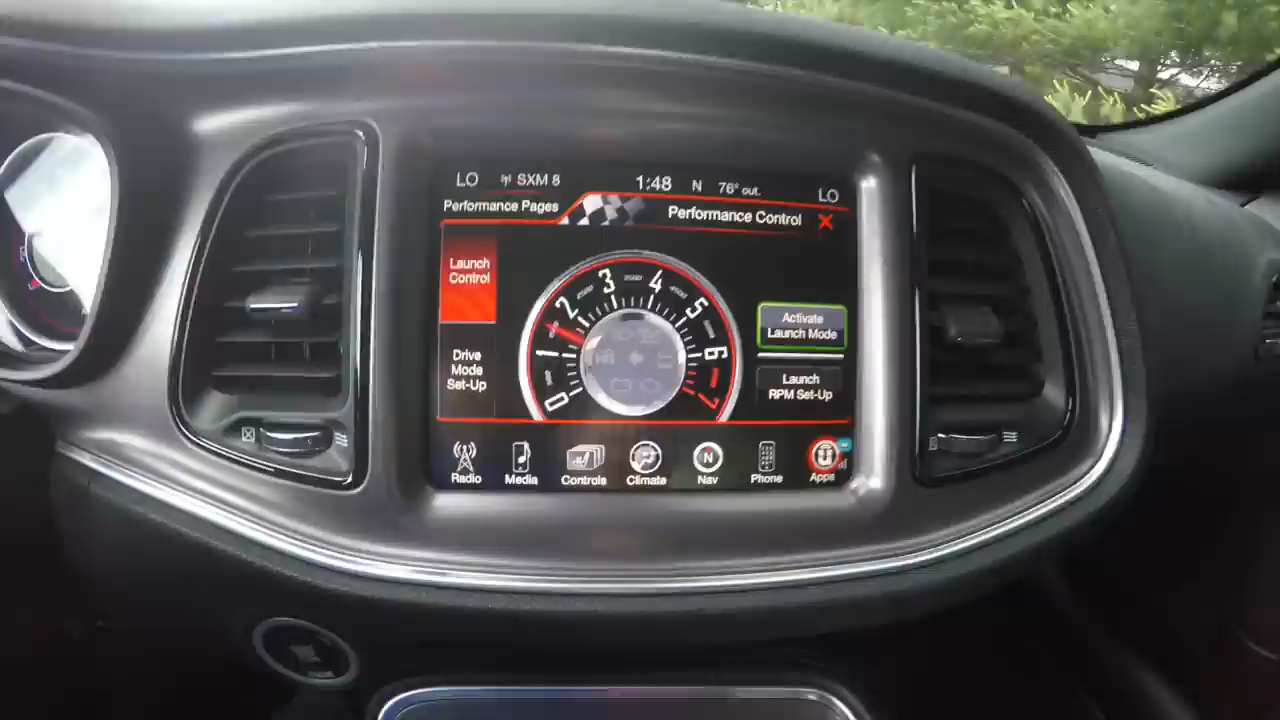 LO SXM 8 1:48 N 76° out. LO
Performance Pages
Performance Control
Launch
Control
Drive
Mode
Set-Up
0 1 2 3 4 5 6 7
Activate
Launch Mode
Launch
RPM Set-Up
Radio Media Controls Climate N Nav Phone Apps